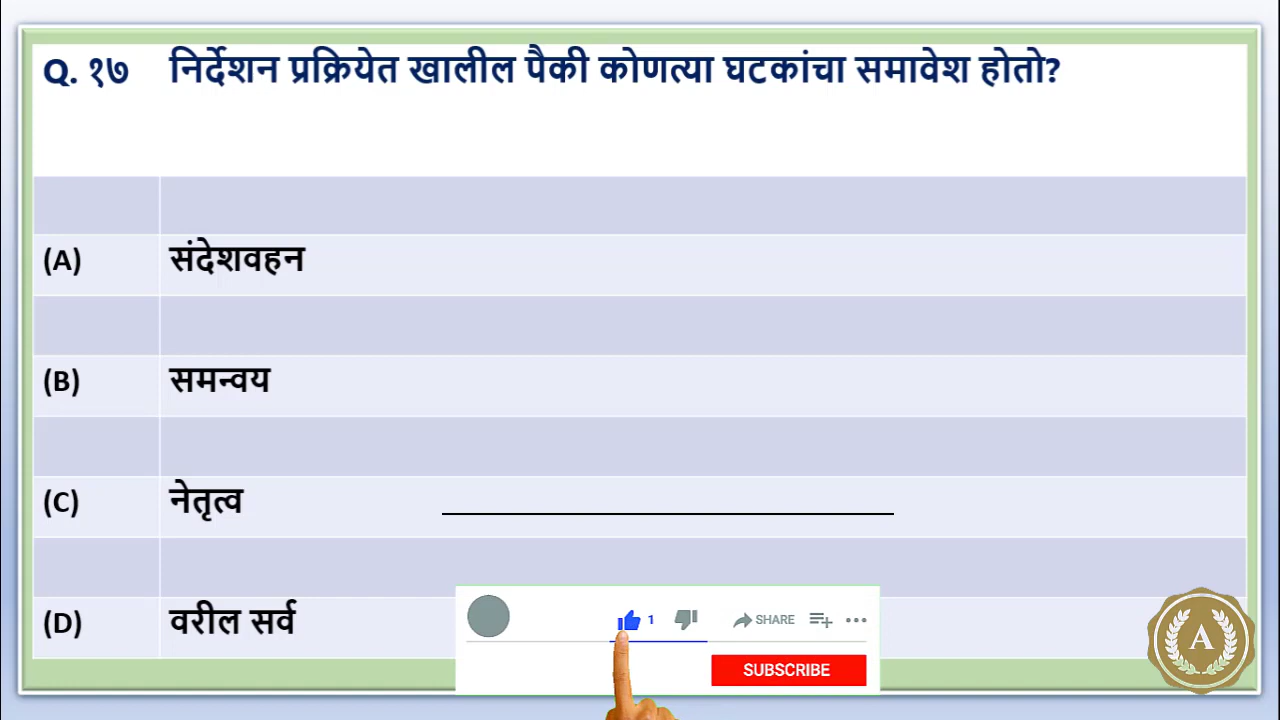 Q. १७ निर्देशन प्रक्रियेत खालील पैकी कोणत्या घटकांचा समावेश होतो?
(A) संदेशवहन
(B) समन्वय
(C) नेतृत्व
(D) वरील सर्व
1 SHARE
SUBSCRIBE
A